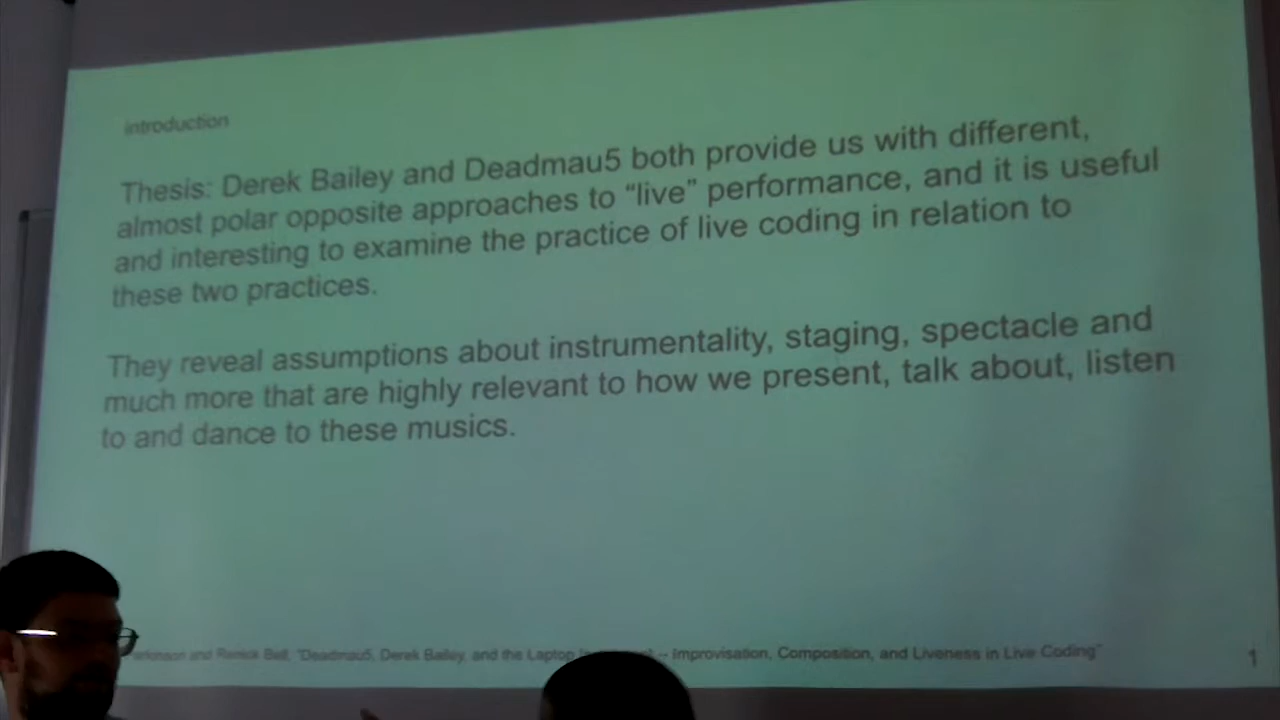 introduction
Thesis: Derek Bailey and Deadmau5 both provide us with different,
almost polar opposite approaches to “live” performance, and it is useful
and interesting to examine the practice of live coding in relation to
these two practices.
They reveal assumptions about instrumentality, staging, spectacle and
much more that are highly relevant to how we present, talk about, listen
to and dance to these musics.
and Renick Bell, "Deadmau5, Derek Bailey, and the Laptop – Improvisation, Composition, and Liveness in Live Coding"
1